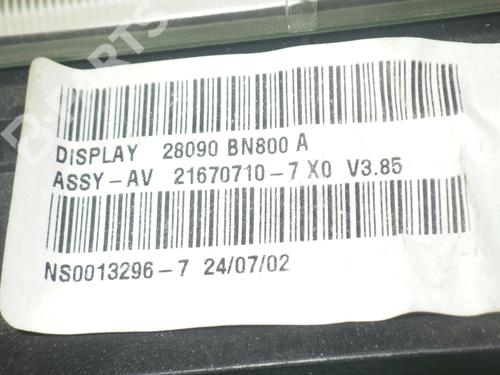 B-PARTS
DISPLAY 28090 BN800 A
ASSY-AV 21670710-7 X0 V3.85
NS0013296-7 24/07/02